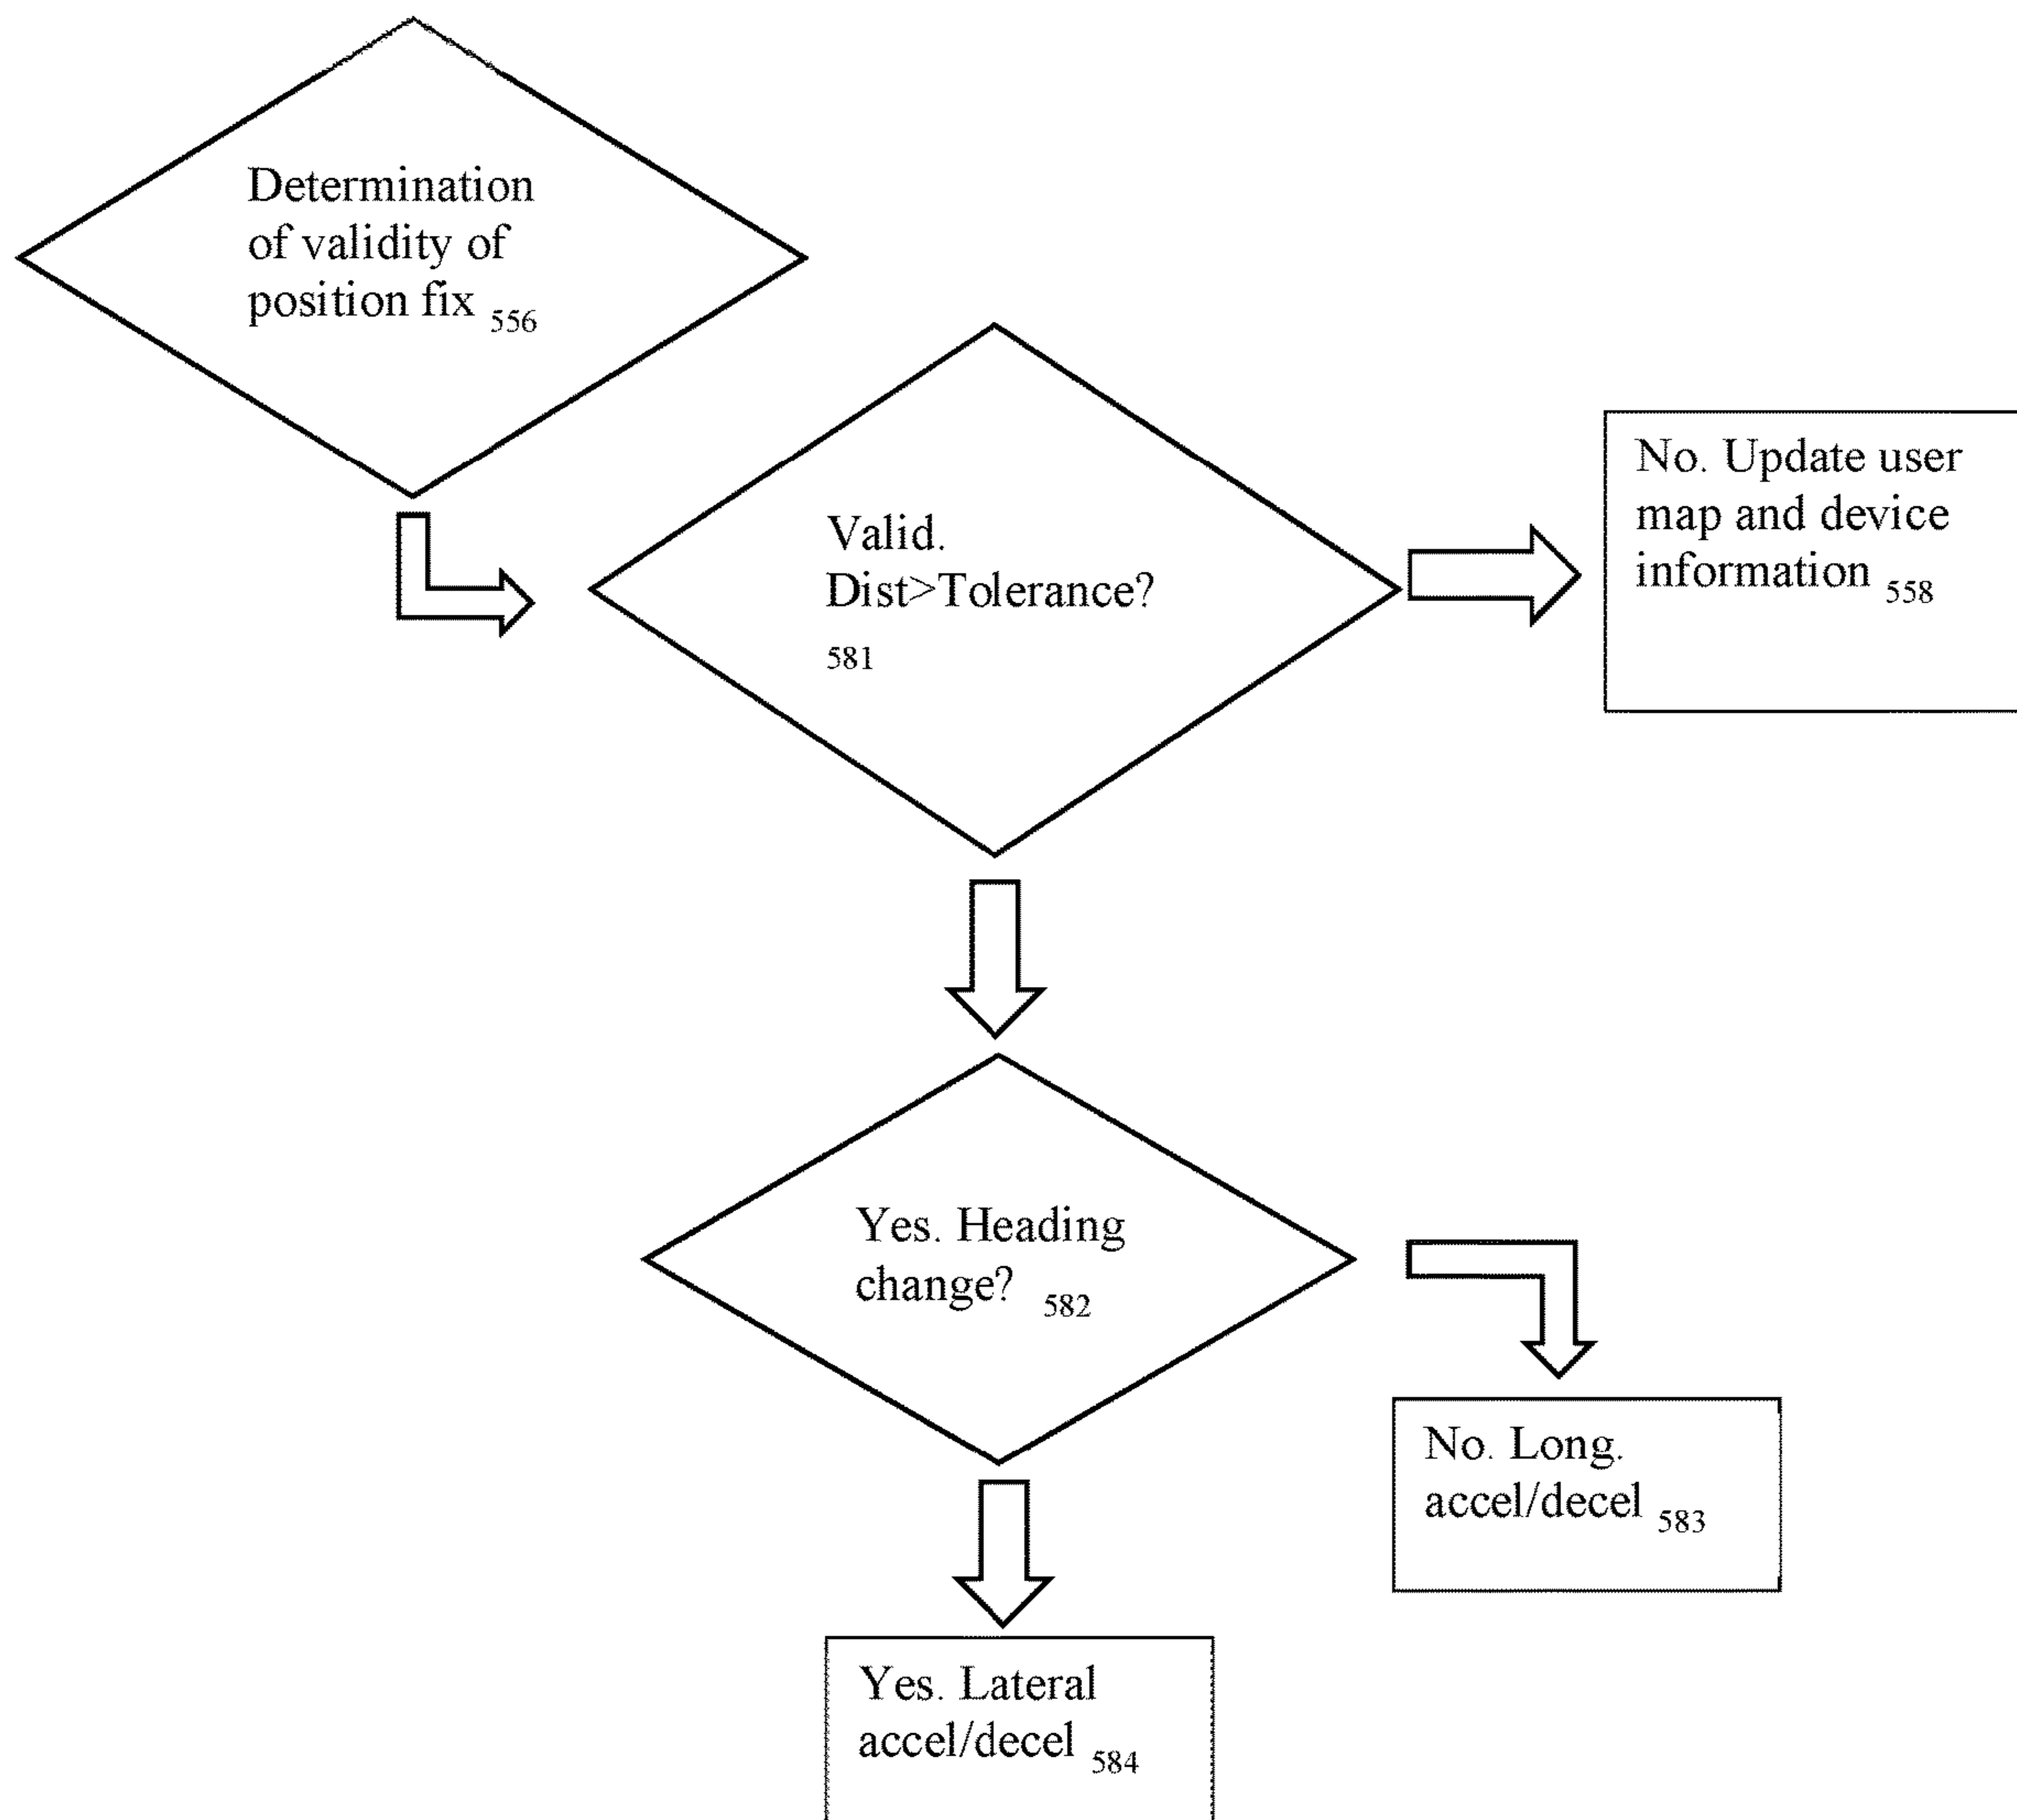 Determination
of validity of
position fix 556
Valid.
Dist>Tolerance?
581
No. Update user
map and device
information 558
Yes. Heading
change? 582
No. Long.
accel/decel 583
Yes. Lateral
accel/decel 584